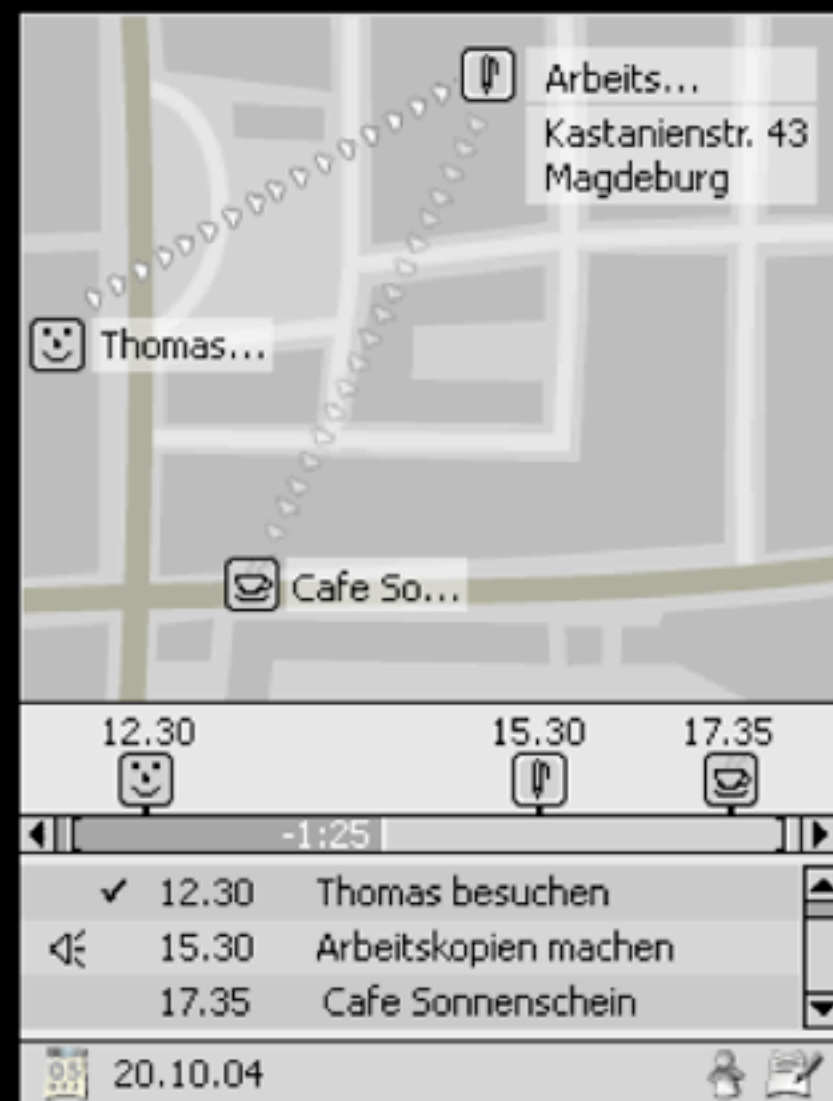 Arbeits...
Kastanienstr. 43
Magdeburg
Thomas...
Cafe So...
12.30 15.30 17.35
-1:25
12.30 Thomas besuchen
15.30 Arbeitskopien machen
17.35 Cafe Sonnenschein
20.10.04